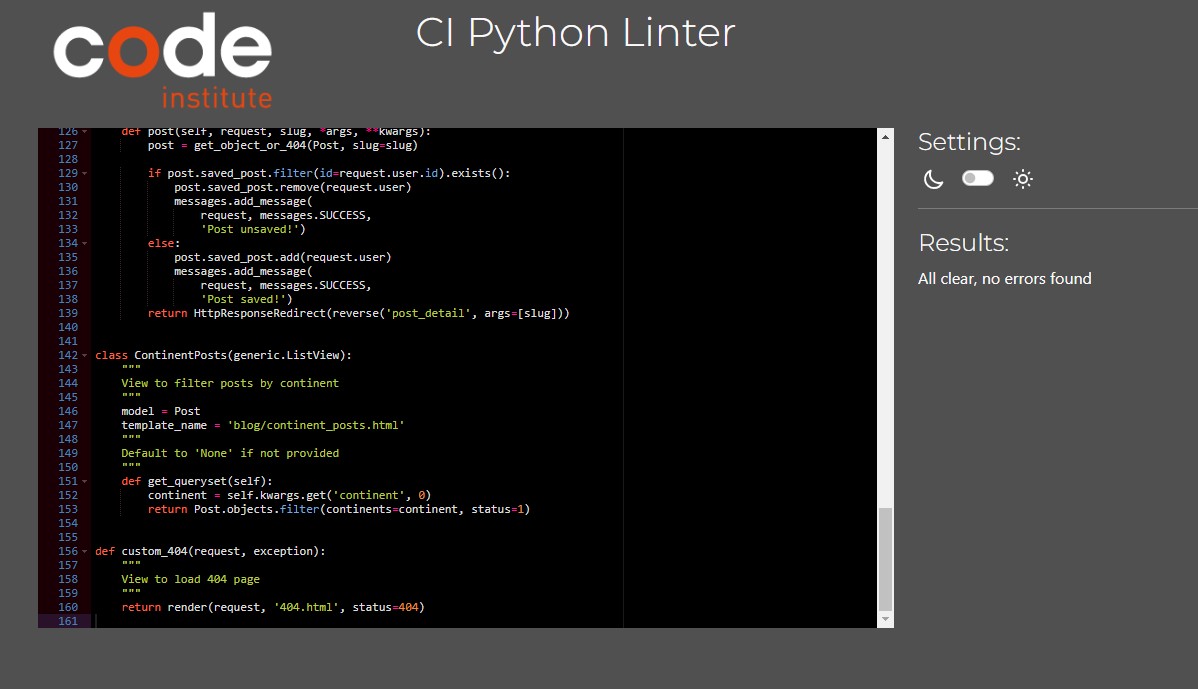 code
institute
CI Python Linter
126 def post(self, request, slug, *args, **kwargs):
127 post = get_object_or_404(Post, slug=slug)
128
129 if post.saved_post.filter(id=request.user.id).exists():
130 post.saved_post.remove(request.user)
131 messages.add_message(
132 request, messages.SUCCESS,
133 'Post unsaved!')
134 else:
135 post.saved_post.add(request.user)
136 messages.add_message(
137 request, messages.SUCCESS,
138 'Post saved!')
139 return HttpResponseRedirect(reverse('post_detail', args=[slug]))
140
141
142 class ContinentPosts(generic.ListView):
143 """
144 View to filter posts by continent
145 """
146 model = Post
147 template_name = 'blog/continent_posts.html'
148 """
149 Default to 'None' if not provided
150 """
151 def get_queryset(self):
152 continent = self.kwargs.get('continent', 0)
153 return Post.objects.filter(continents=continent, status=1)
154
155
156 def custom_404(request, exception):
157 """
158 View to load 404 page
159 """
160 return render(request, '404.html', status=404)
161
Settings:
Results:
All clear, no errors found